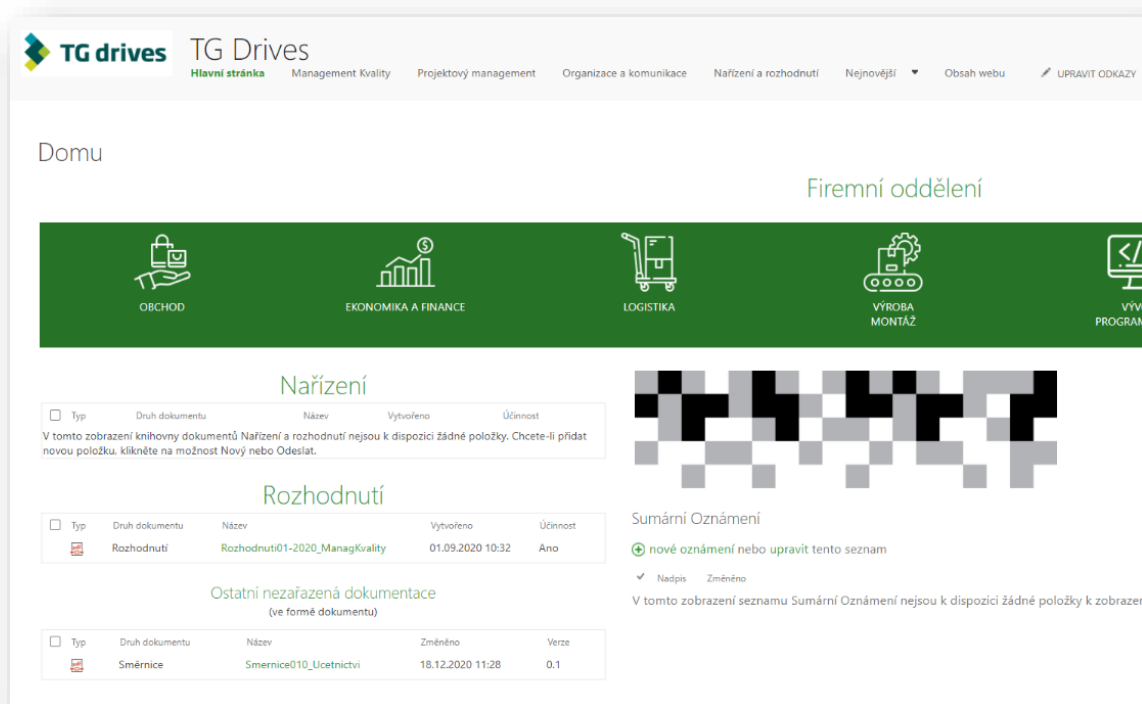 TG drives
TG Drives
Hlavní stránka Management Kvality Projektový management Organizace a komunikace Nařízení a rozhodnutí Nejnovější Obsah webu UPRAVIT ODKAZY
Domu
Firemní oddělení
OBCHOD
EKONOMIKA A FINANCE
LOGISTIKA
VÝROBA
MONTÁŽ
Nařízení
Typ Druh dokumentu Název Vytvořeno Účinnost
V tomto zobrazení knihovny dokumentů Nařízení a rozhodnutí nejsou k dispozici žádné položky. Chcete-li přidat
novou položku, klikněte na možnost Nový nebo Odeslat.
Rozhodnutí
Typ Druh dokumentu Název Vytvořeno Účinnost
Rozhodnutí Rozhodnuti01-2020_ManagKvality 01.09.2020 10:32 Ano
Ostatní nezařazená dokumentace
(ve formě dokumentu)
Typ Druh dokumentu Název Změněno Verze
Směrnice Smernice010_Ucetnictvi 18.12.2020 11:28 0.1
Sumární Oznámení
nové oznámení nebo upravit tento seznam
Nadpis Změněno
V tomto zobrazení seznamu Sumární Oznámení nejsou k dispozici žádné položky k